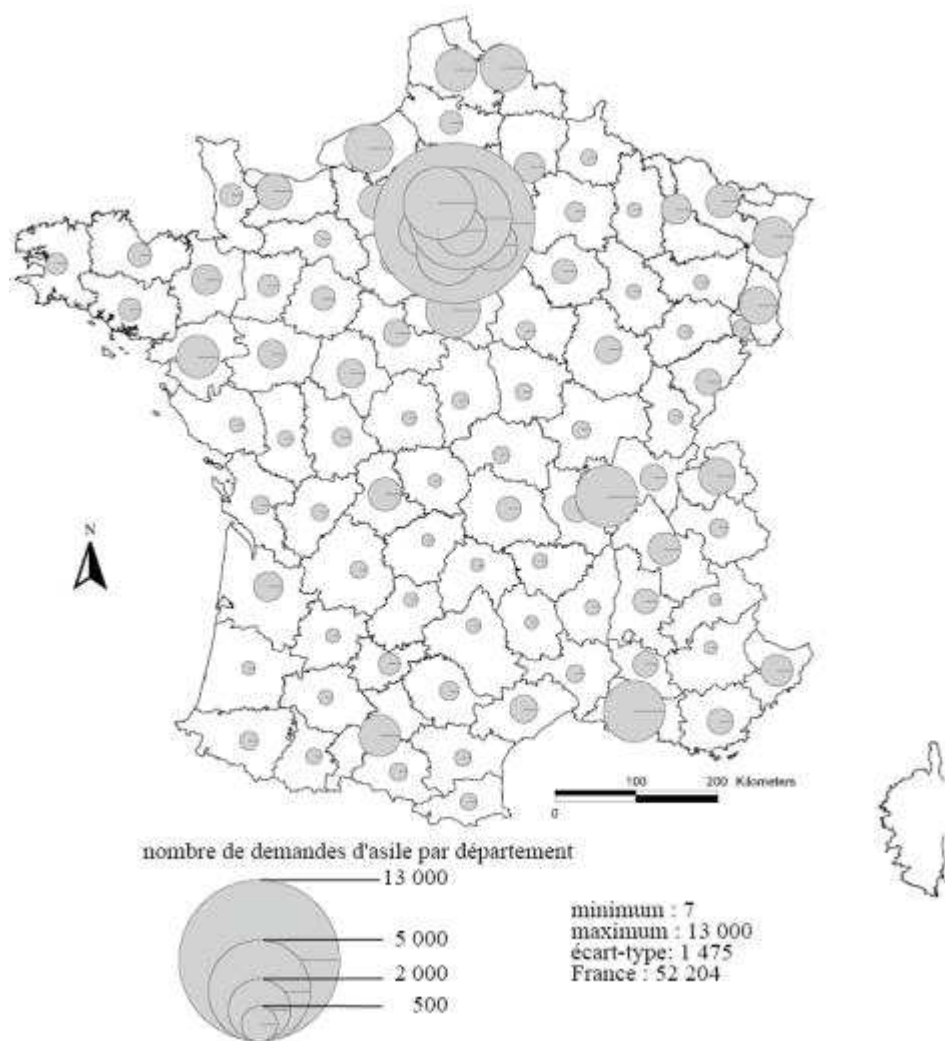 N
100 200 Kilometers
0
nombre de demandes d'asile par département
13 000
5 000
2 000
500
minimum : 7
maximum : 13 000
écart-type: 1 475
France : 52 204